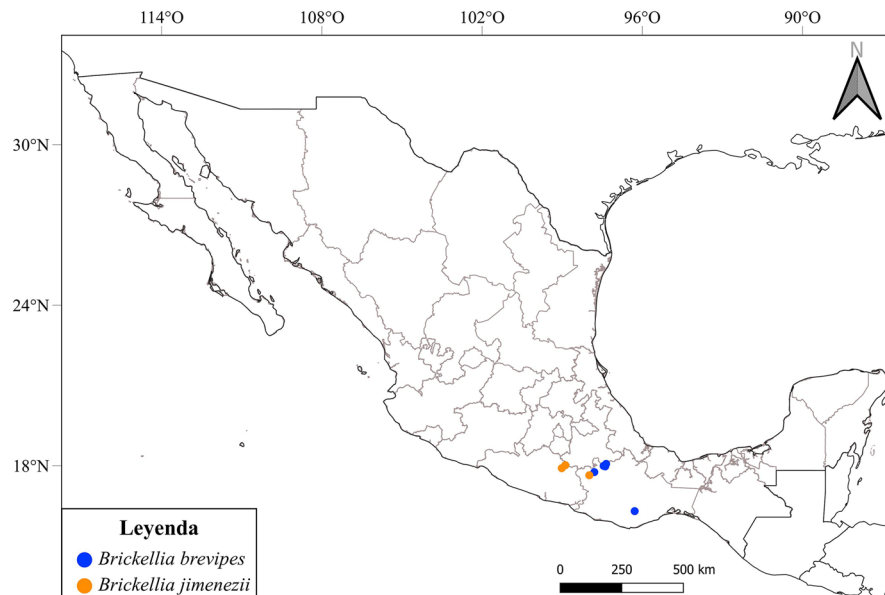 114°O 108°O 102°O 96°O 90°O
N
30°N
24°N
18°N
Leyenda
Brickellia brevipes
Brickellia jimenezii
0 250 500 km